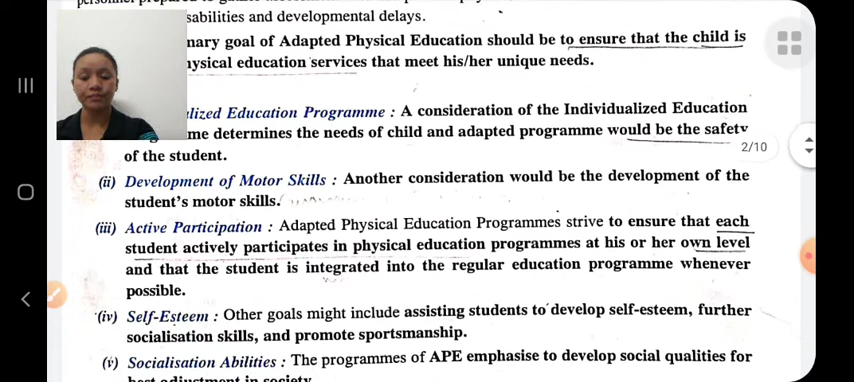 sabilities and developmental delays.
nary goal of Adapted Physical Education should be to ensure that the child is
ysical education services that meet his/her unique needs.
lized Education Programme : A consideration of the Individualized Education
me determines the needs of child and adapted programme would be the safety
of the student.
2/10
(ii) Development of Motor Skills : Another consideration would be the development of the
student's motor skills.
(iii) Active Participation : Adapted Physical Education Programmes strive to ensure that each
student actively participates in physical education programmes at his or her own level
and that the student is integrated into the regular education programme whenever
possible.
(iv) Self-Esteem : Other goals might include assisting students to develop self-esteem, further
socialisation skills, and promote sportsmanship.
(v) Socialisation Abilities : The programmes of APE emphasise to develop social qualities for
best adjustment in society.